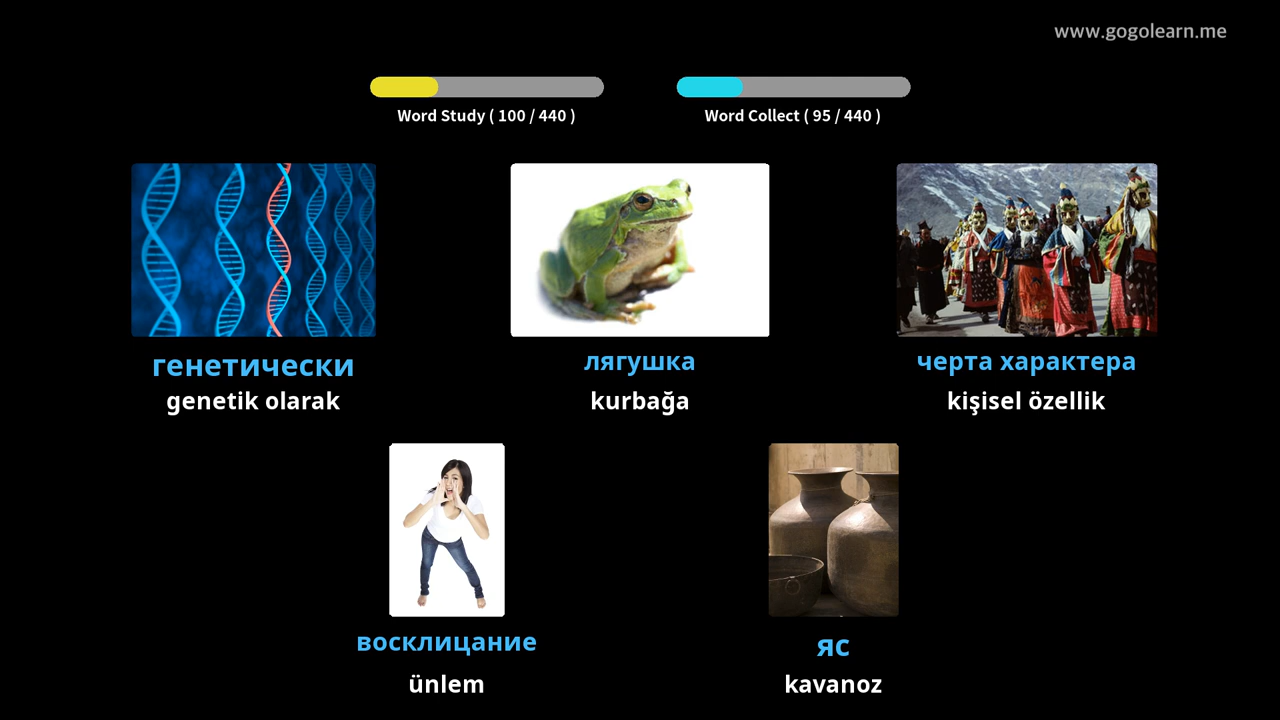 www.gogolearn.me
Word Study ( 100 / 440 )
Word Collect ( 95 / 440 )
генетически
genetik olarak
лягушка
kurbağa
черта характера
kişisel özellik
восклицание
ünlem
яс
kavanoz